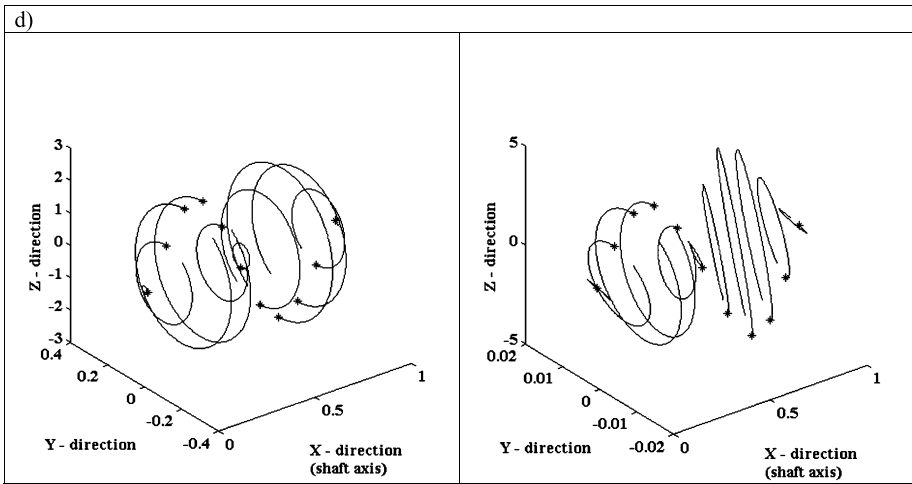 d)
3
2
1
0
-1
-2
-3
Z - direction
0.4
0.2
0
-0.2
-0.4
Y - direction
0
0.5
1
X - direction
(shaft axis)
5
0
-5
Z - direction
0.02
0.01
0
-0.01
-0.02
Y - direction
0
0.5
1
X - direction
(shaft axis)